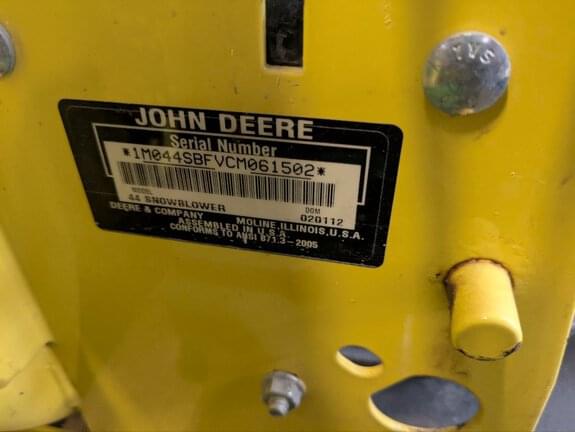 SAL
JOHN DEERE
Serial Number
*1M044SBFVCM061502*
MODEL DOM
44 SNOWBLOWER 020112
DEERE & COMPANY MOLINE, ILLINOIS, U.S.A.
ASSEMBLED IN U.S.A.
CONFORMS TO ANSI B71.3-2005